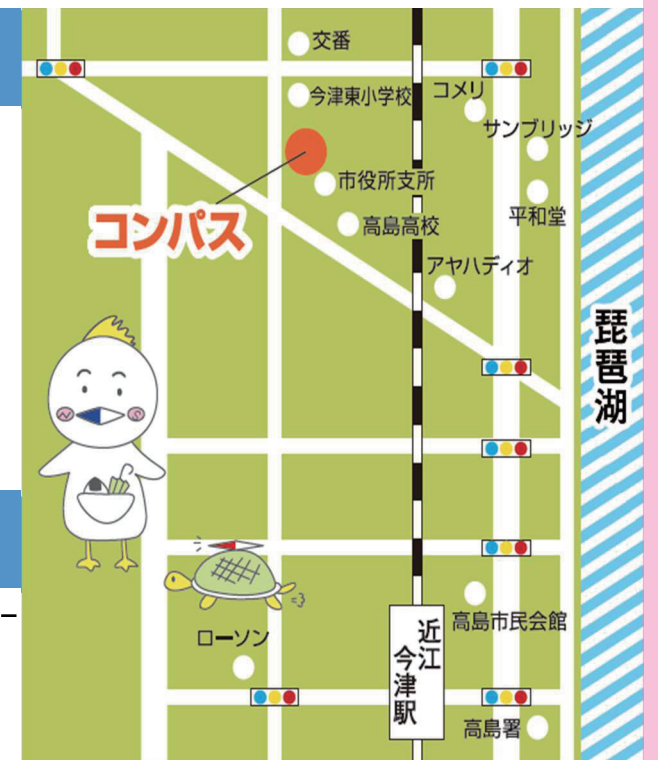 交番
今津東小学校
コメリ
サンブリッジ
市役所支所
平和堂
高島高校
コンパス
アヤハディオ
琵琶湖
高島市民会館
近江
今津駅
ローソン
高島署